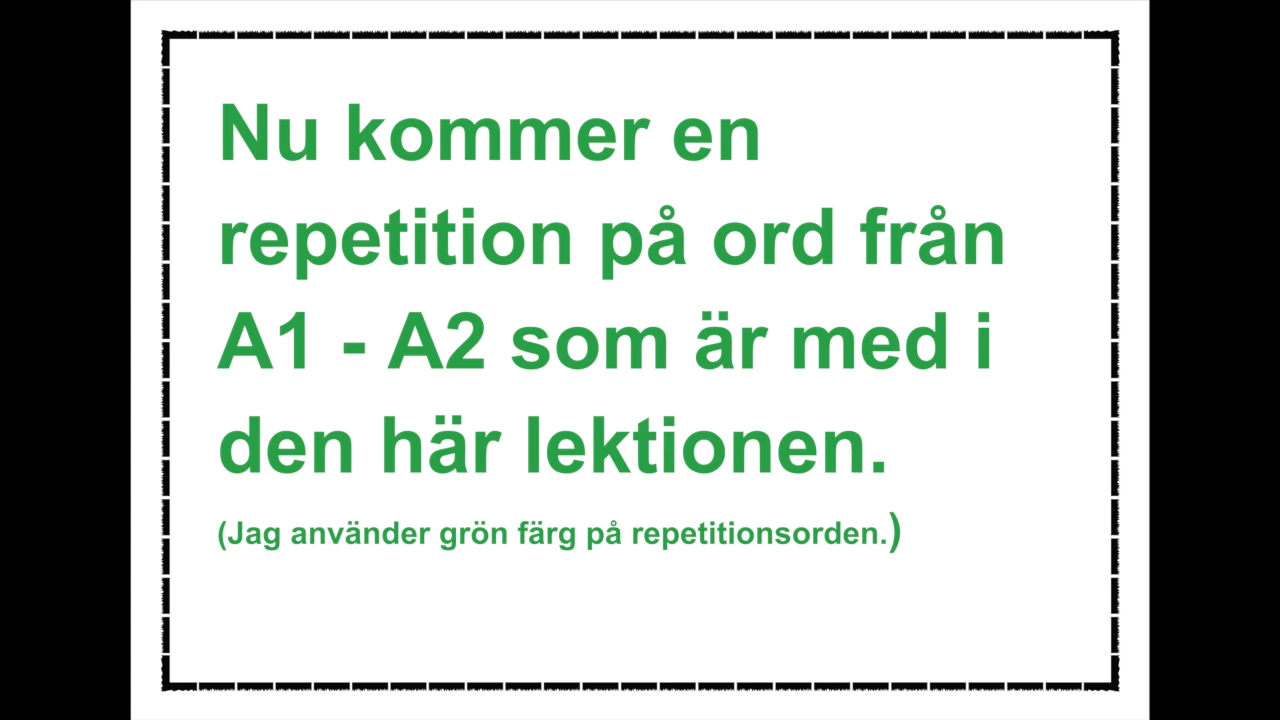 Nu kommer en
repetition på ord från
A1 - A2 som är med i
den här lektionen.
(Jag använder grön färg på repetitionsorden.)